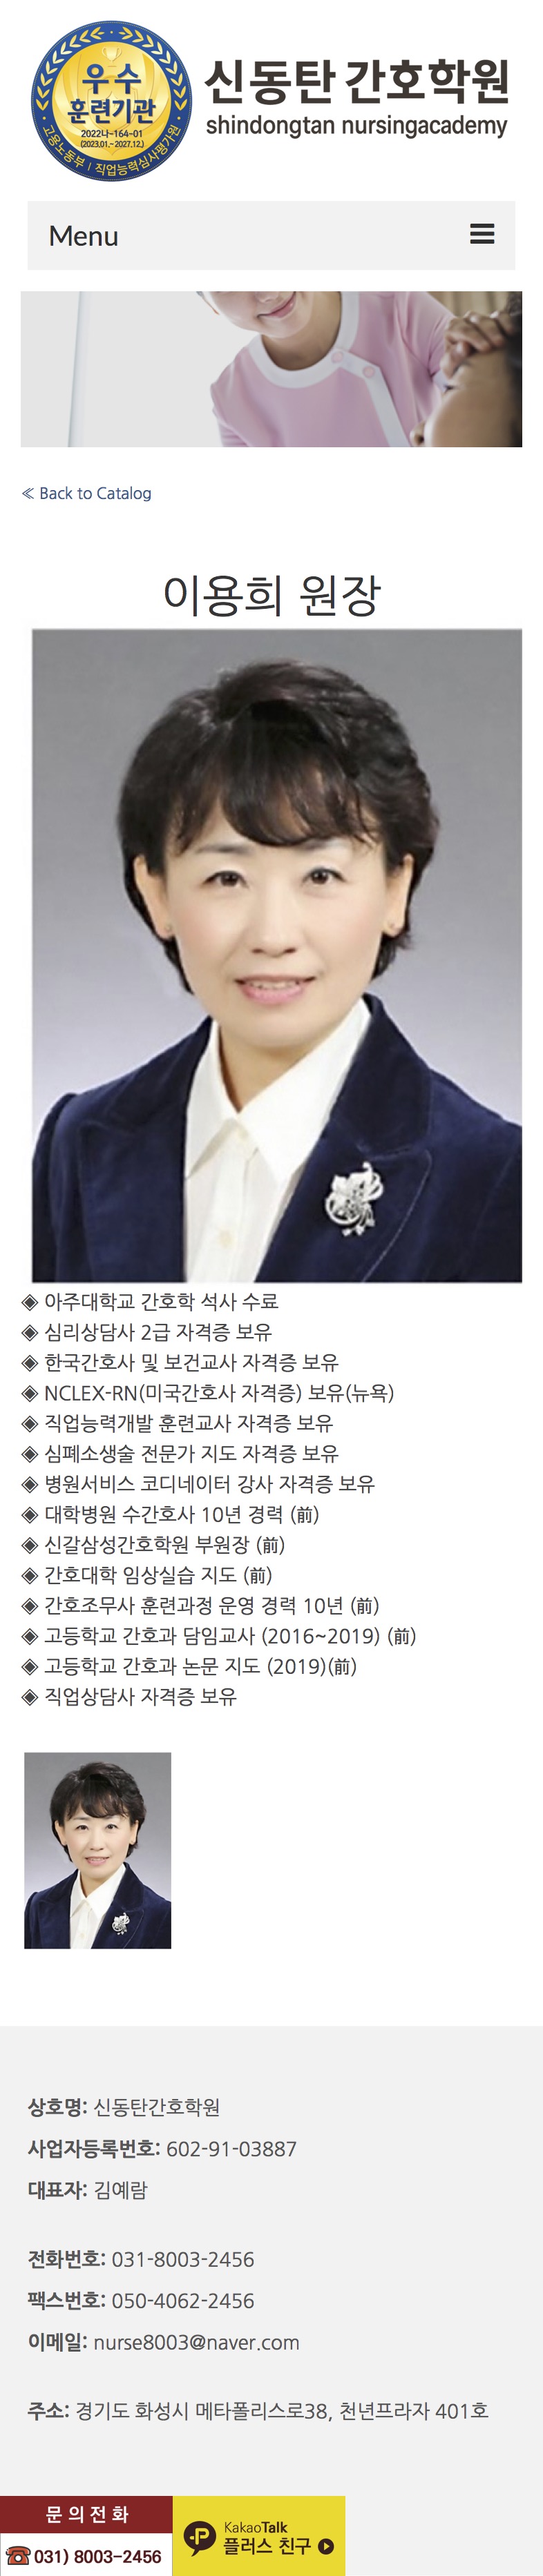 우수
훈련기관
2022나-164-01
(2023.01.~2027.12.)
고용노동부 | 직업능력심사평가원
신동탄 간호학원
shindongtan nursingacademy
Menu
≪ Back to Catalog
이용희 원장
◈ 아주대학교 간호학 석사 수료
◈ 심리상담사 2급 자격증 보유
◈ 한국간호사 및 보건교사 자격증 보유
◈ NCLEX-RN(미국간호사 자격증) 보유(뉴욕)
◈ 직업능력개발 훈련교사 자격증 보유
◈ 심폐소생술 전문가 지도 자격증 보유
◈ 병원서비스 코디네이터 강사 자격증 보유
◈ 대학병원 수간호사 10년 경력 (前)
◈ 신갈삼성간호학원 부원장 (前)
◈ 간호대학 임상실습 지도 (前)
◈ 간호조무사 훈련과정 운영 경력 10년 (前)
◈ 고등학교 간호과 담임교사 (2016~2019) (前)
◈ 고등학교 간호과 논문 지도 (2019)(前)
◈ 직업상담사 자격증 보유
상호명: 신동탄간호학원
사업자등록번호: 602-91-03887
대표자: 김예람
전화번호: 031-8003-2456
팩스번호: 050-4062-2456
이메일: nurse8003@naver.com
주소: 경기도 화성시 메타폴리스로38, 천년프라자 401호
문의전화
031) 8003-2456
KakaoTalk
플러스 친구